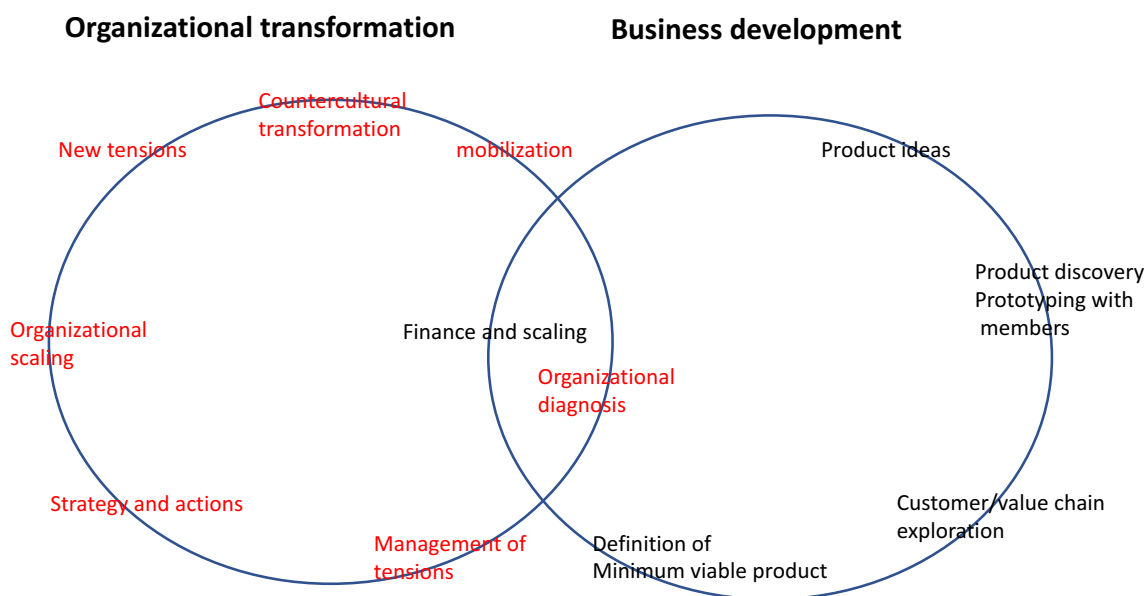 Organizational transformation
Business development
Countercultural
transformation
New tensions
mobilization
Product ideas
Product discovery
Prototyping with
members
Organizational
scaling
Finance and scaling
Organizational
diagnosis
Strategy and actions
Customer/value chain
exploration
Management of
tensions
Definition of
Minimum viable product